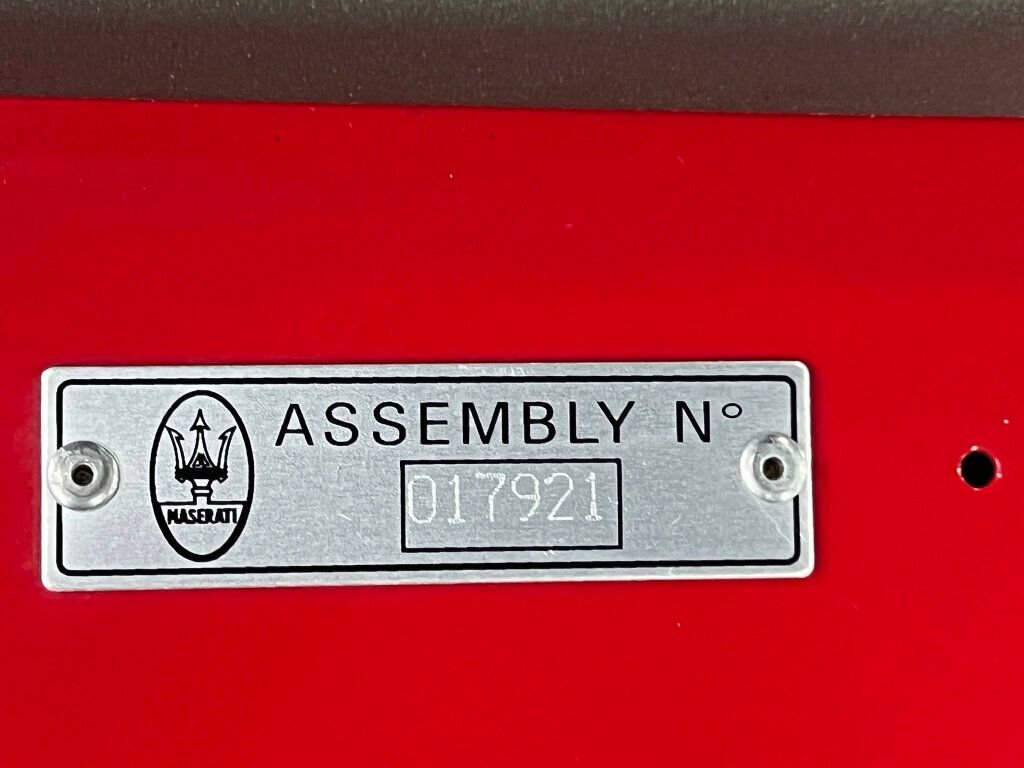 ASSEMBLY N°
017921
MASERATI